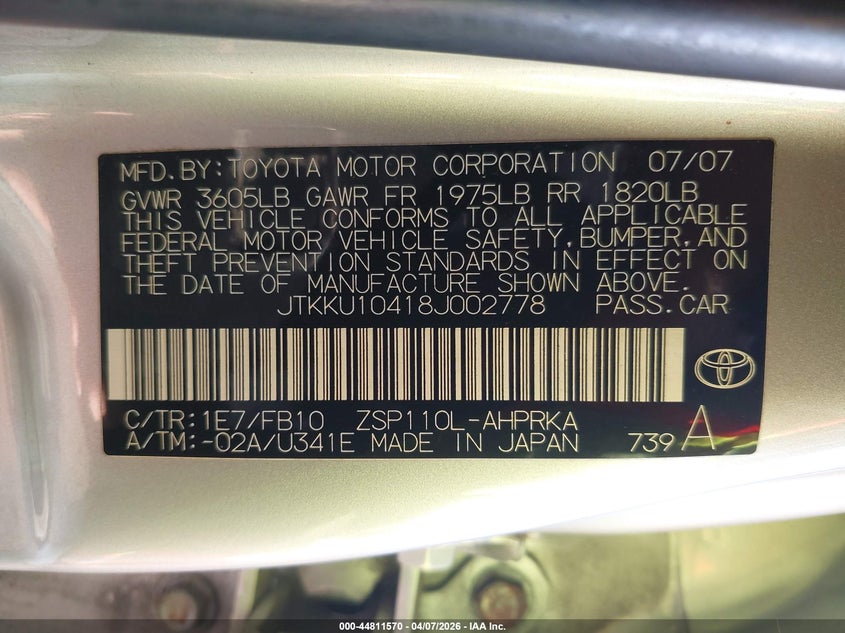 MFD.BY:TOYOTA MOTOR CORPORATION 07/07
GVWR 3605LB GAWR FR 1975LB RR 1820LB
THIS VEHICLE CONFORMS TO ALL APPLICABLE
FEDERAL MOTOR VEHICLE SAFETY,BUMPER,AND
THEFT PREVENTION STANDARDS IN EFFECT ON
THE DATE OF MANUFACTURE SHOWN ABOVE.
JTKKU10418J002778 PASS.CAR
C/TR:1E7/FB10 ZSP110L-AHPRKA
A/TM:-02A/U341E MADE IN JAPAN 739 A
000-44811570 | 04/07/2026 - IAA Inc.